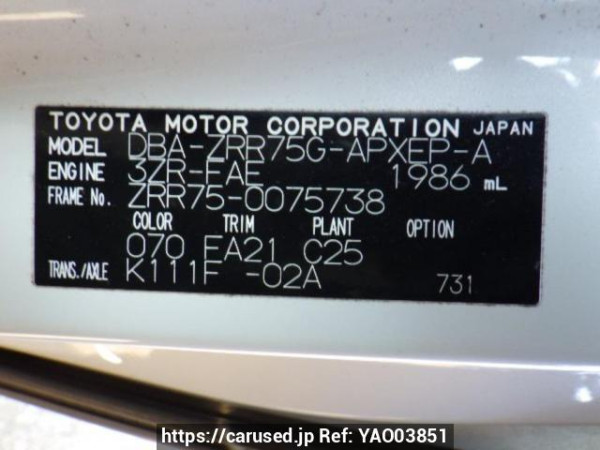 TOYOTA MOTOR CORPORATION JAPAN
MODEL DBA-ZRR75G-APXEP-A
ENGINE 3ZR-FAE 1986 mL
FRAME No. ZRR75-0075738
COLOR TRIM PLANT OPTION
070 FA21 C25
TRANS./AXLE K111F -02A 731
https://carused.jp Ref: YAO03851